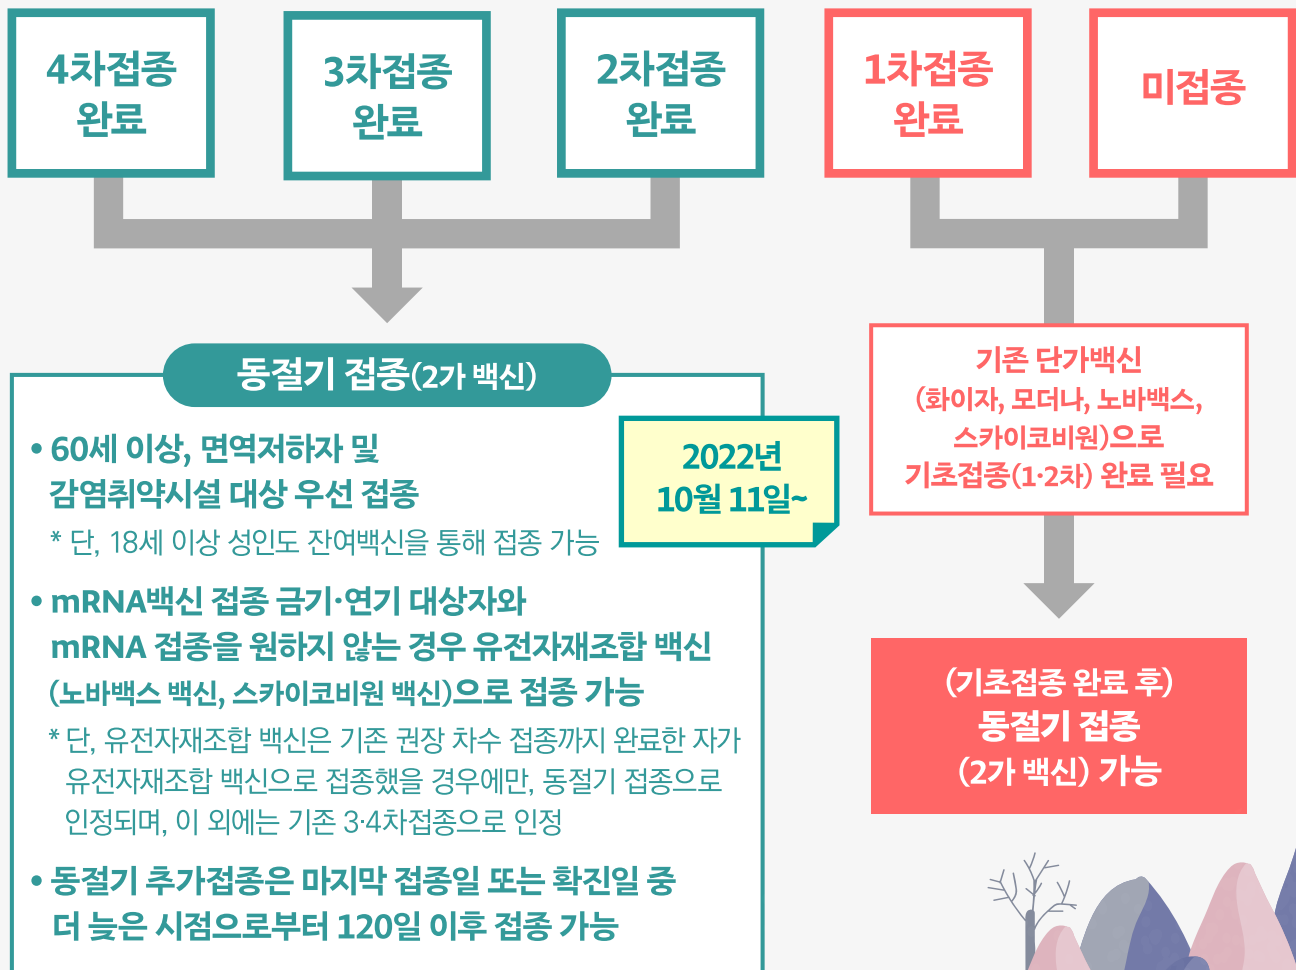 4차접종
완료
3차접종
완료
2차접종
완료
1차접종
완료
미접종
동절기 접종(2가 백신)
• 60세 이상, 면역저하자 및
감염취약시설 대상 우선 접종
* 단, 18세 이상 성인도 잔여백신을 통해 접종 가능
2022년
10월 11일~
• mRNA백신 접종 금기·연기 대상자와
mRNA 접종을 원하지 않는 경우 유전자재조합 백신
(노바백스 백신, 스카이코비원 백신)으로 접종 가능
* 단, 유전자재조합 백신은 기존 권장 차수 접종까지 완료한 자가
유전자재조합 백신으로 접종했을 경우에만, 동절기 접종으로
인정되며, 이 외에는 기존 3·4차접종으로 인정
• 동절기 추가접종은 마지막 접종일 또는 확진일 중
더 늦은 시점으로부터 120일 이후 접종 가능
기존 단가백신
(화이자, 모더나, 노바백스,
스카이코비원)으로
기초접종(1·2차) 완료 필요
(기초접종 완료 후)
동절기 접종
(2가 백신) 가능